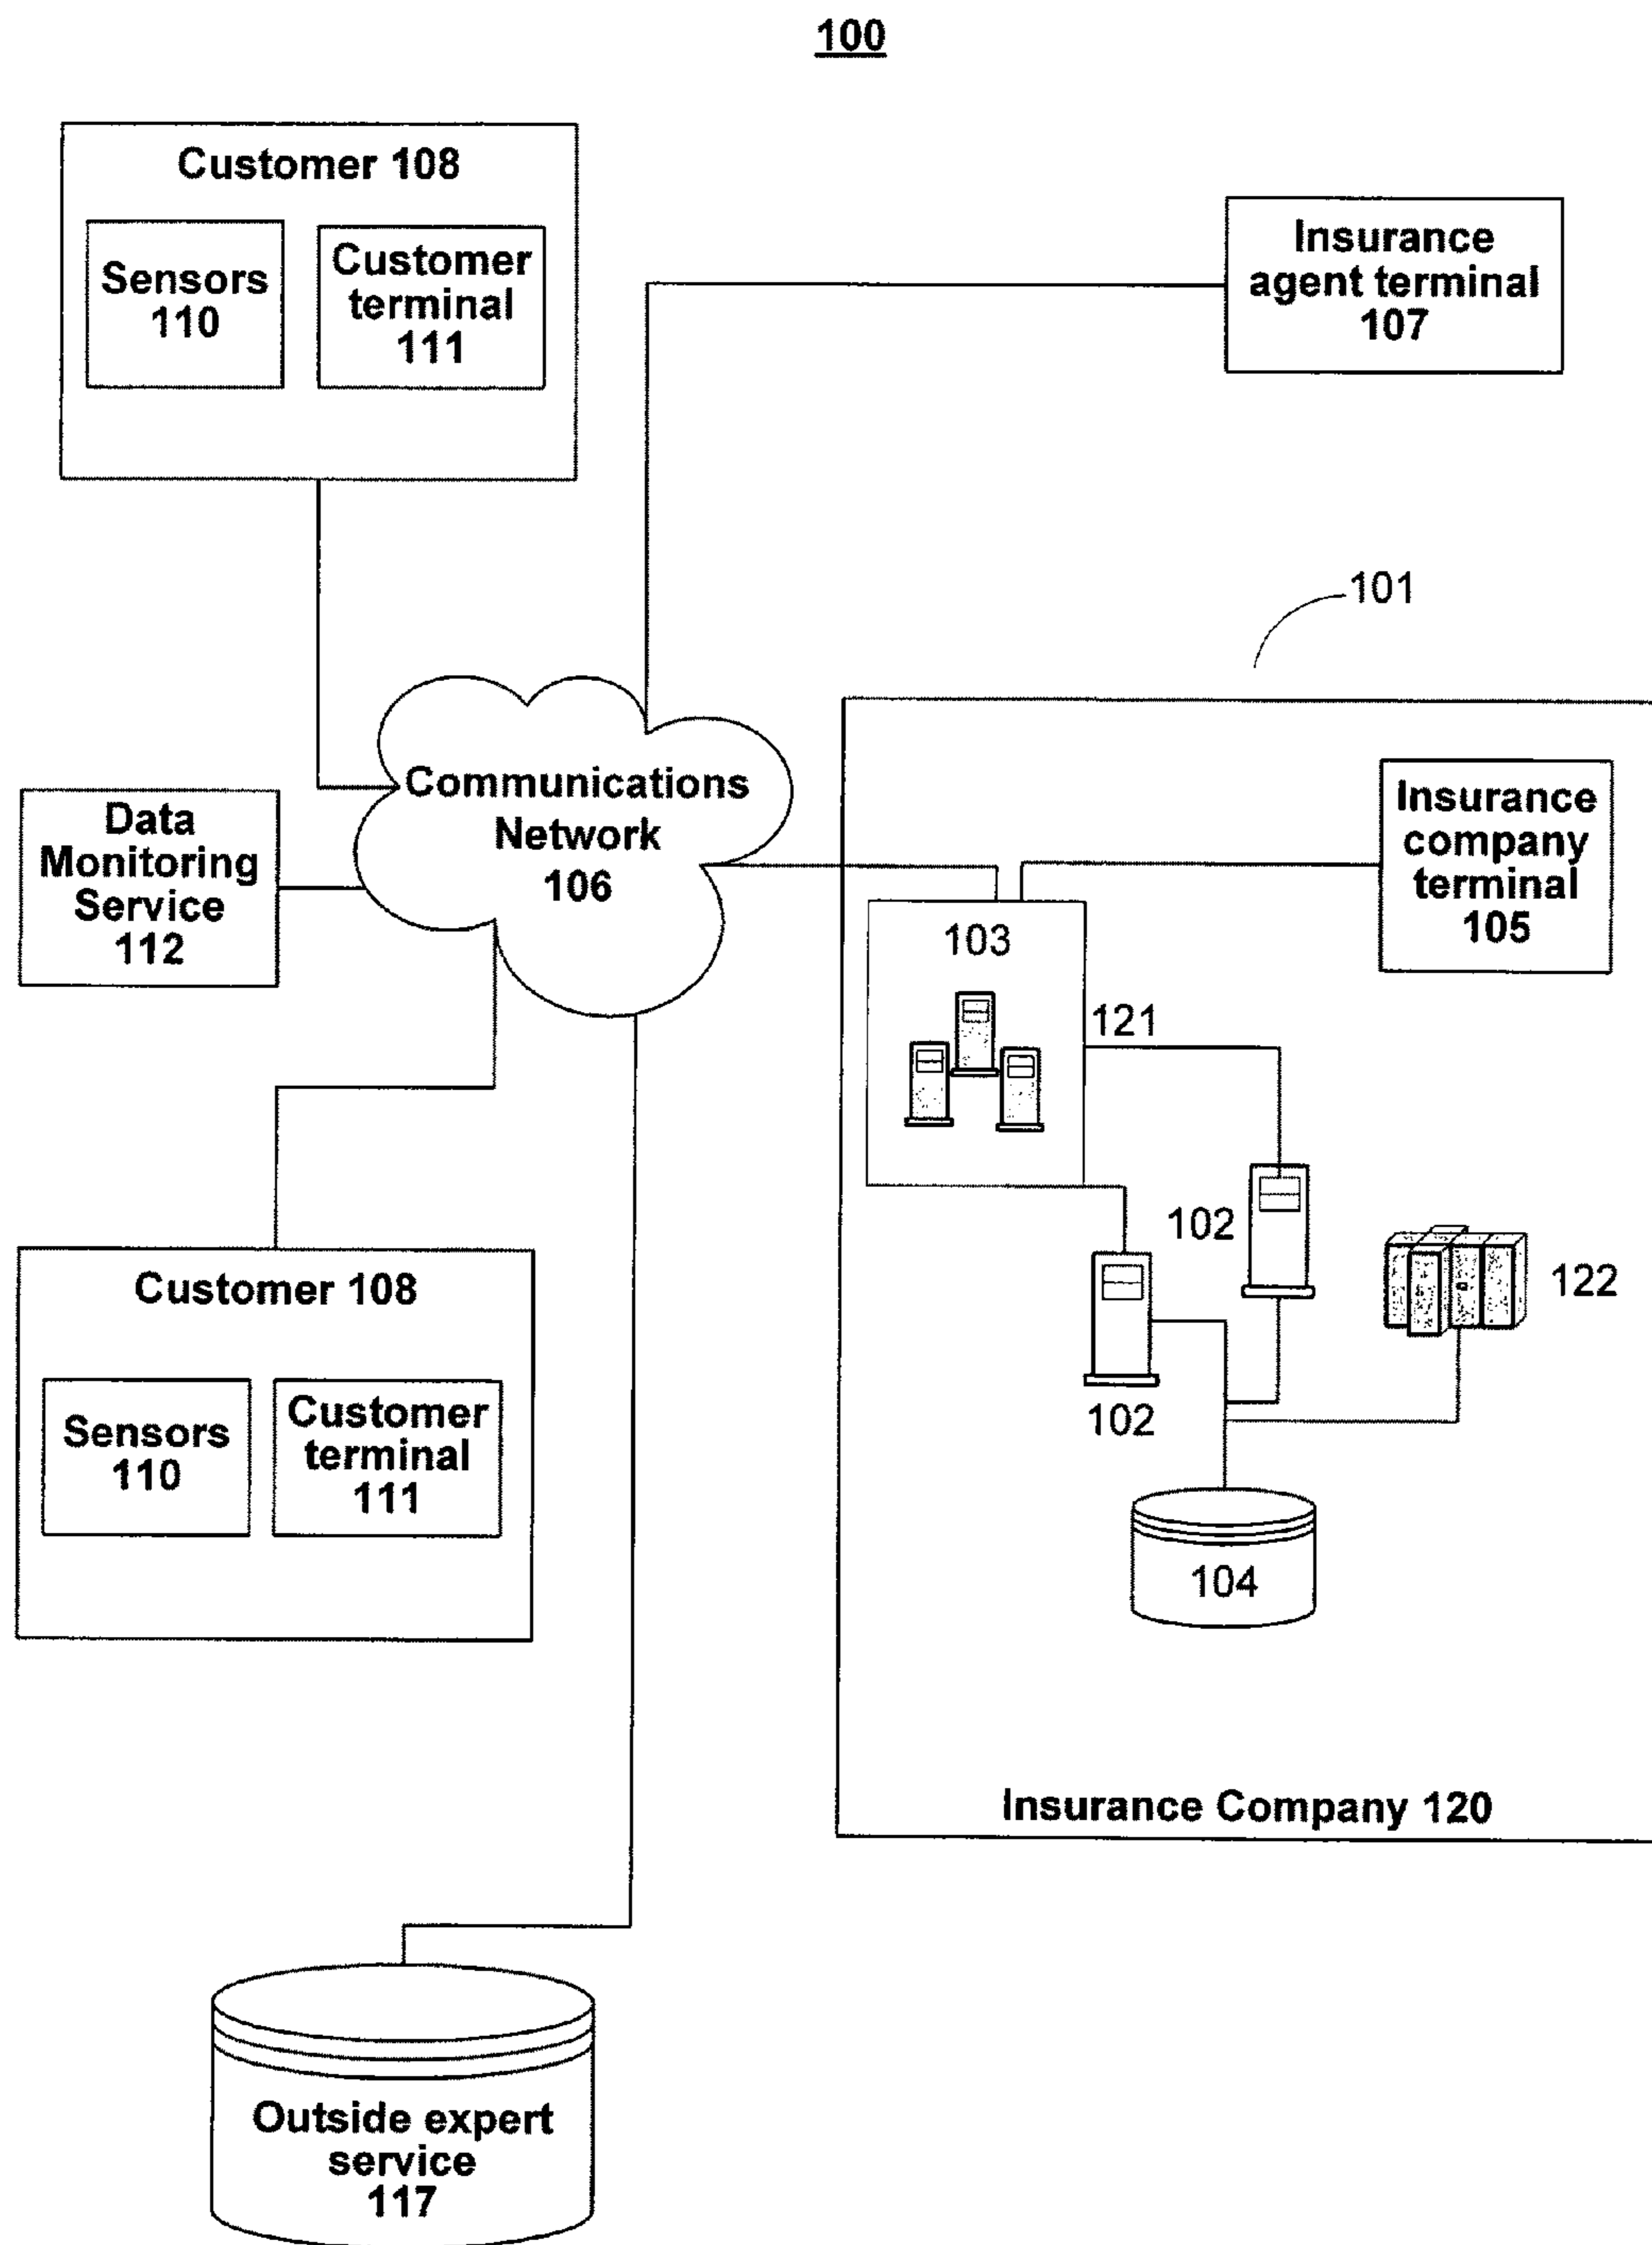 100
Customer 108
Sensors
110
Customer
terminal
111
Insurance
agent terminal
107
101
Communications
Network
106
Data
Monitoring
Service
112
Insurance
company
terminal
105
103
121
102
102
122
104
Customer 108
Sensors
110
Customer
terminal
111
Insurance Company 120
Outside expert
service
117